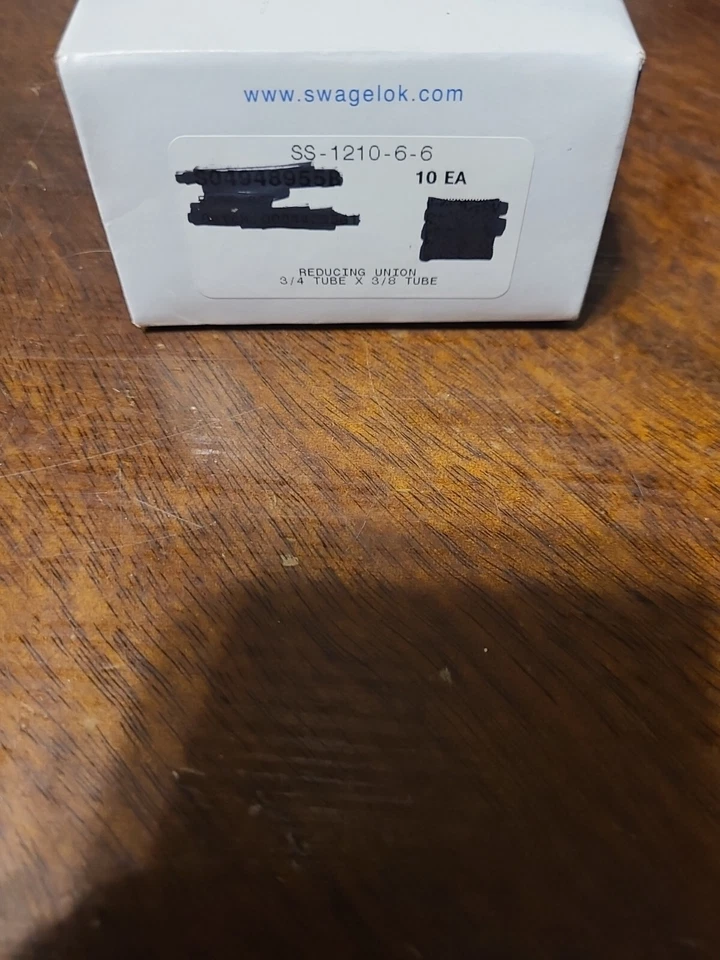 www.swagelok.com
SS-1210-6-6
10 EA
REDUCING UNION
3/4 TUBE X 3/8 TUBE